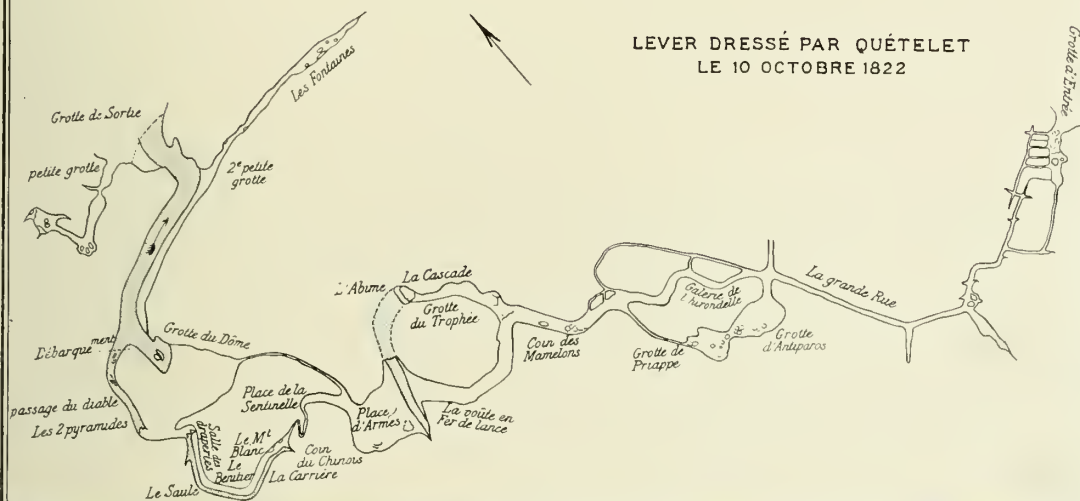 LEVER DRESSÉ PAR QUÉTELET
LE 10 OCTOBRE 1822
Grotte d'Entrée
Les Fontaines
Grotte de Sortie
petite grotte
2e petite
grotte
La Cascade
L'Abime
Grotte
du Trophée
La grande Rue
Galerie de
l'hirondelle
Grotte
d'Antiparos
Grotte de
Priappe
Coin des
Mamelons
Débarquement
Grotte du Dôme
passage du diable
Les 2 pyramides
Place de la
Sentinelle
Place
d'Armes
La voûte en
Fer de lance
Salle des
draperies
Le Mt
Blanc
Le
Benitier
Coin
du Chinois
La Carrière
Le Saule